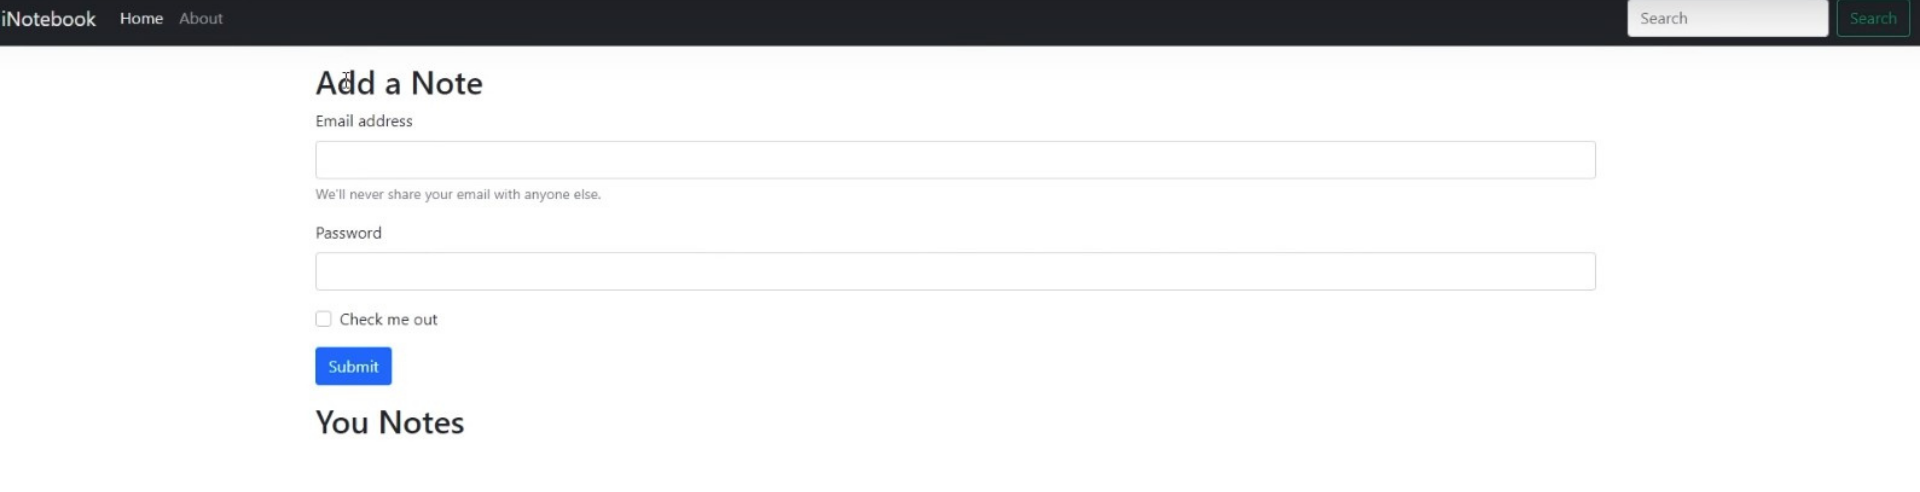 iNotebook Home About Search Search
Add a Note
Email address
We'll never share your email with anyone else.
Password
Check me out
Submit
You Notes